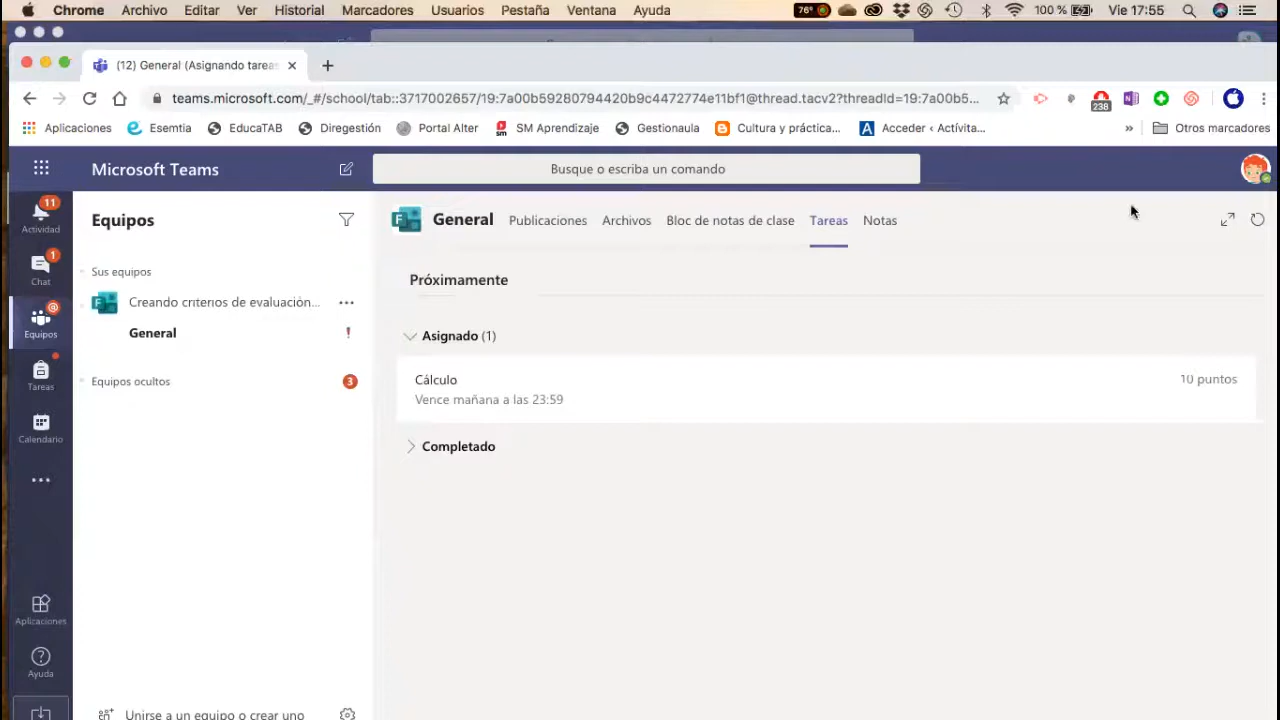 Chrome Archivo Editar Ver Historial Marcadores Usuarios Pestaña Ventana Ayuda 76° 100 % Vie 17:55
(12) General (Asignando tareas
teams.microsoft.com/_#/school/tab::3717002657/19:7a00b59280794420b9c4472774e11bf1@thread.tacv2?threadId=19:7a00b5...
238
Aplicaciones Esemtia EducaTAB Diregestión Portal Alter SM Aprendizaje Gestionaula Cultura y práctica... Acceder ‹ Actívita... » Otros marcadores
Microsoft Teams
Busque o escriba un comando
11
Actividad
1
Chat
Equipos
Tareas
Calendario
Aplicaciones
Ayuda
Equipos
Sus equipos
Creando criterios de evaluación...
General
Equipos ocultos 3
Unirse a un equipo o crear uno
General Publicaciones Archivos Bloc de notas de clase Tareas Notas
Próximamente
Asignado (1)
Cálculo 10 puntos
Vence mañana a las 23:59
Completado